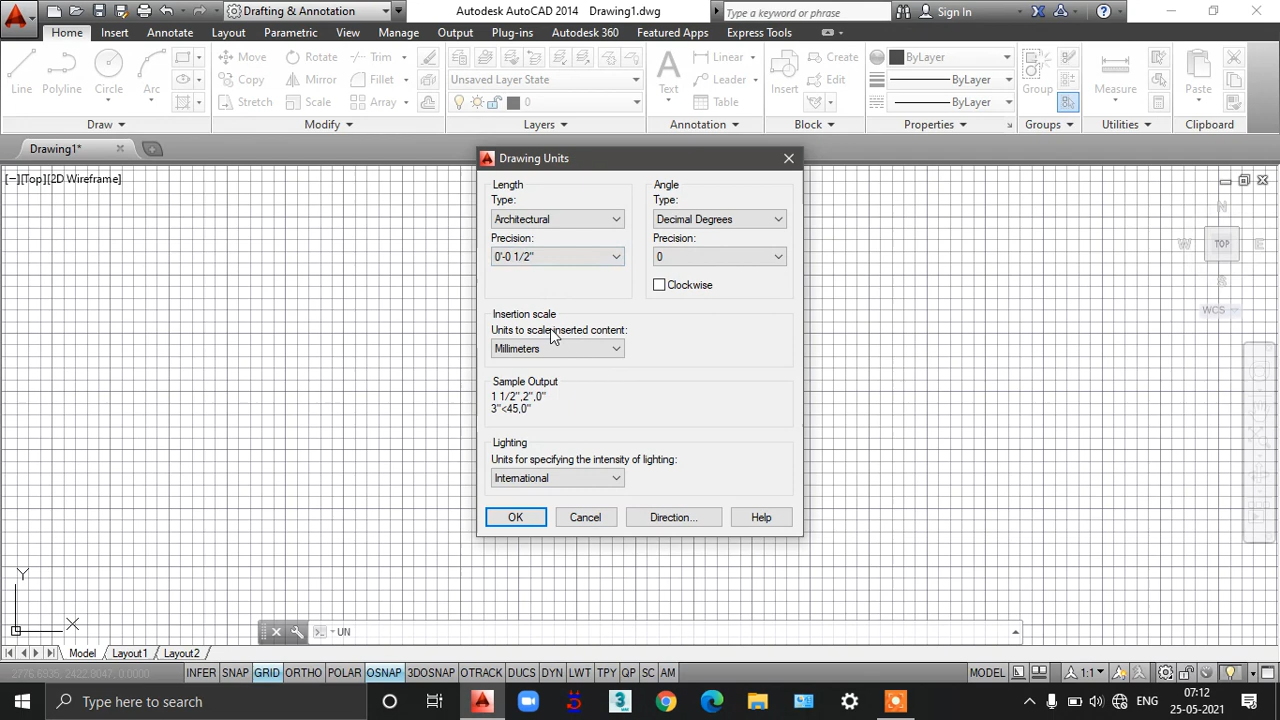 Drafting & Annotation
Autodesk AutoCAD 2014 Drawing1.dwg
Type a keyword or phrase
Sign In
Home Insert Annotate Layout Parametric View Manage Output Plug-ins Autodesk 360 Featured Apps Express Tools
Line
Polyline
Circle
Arc
Draw
Move
Rotate
Trim
Copy
Mirror
Fillet
Stretch
Scale
Array
Modify
Unsaved Layer State
0
Layers
Text
Linear
Leader
Table
Annotation
Insert
Create
Edit
Block
ByLayer
ByLayer
ByLayer
Properties
Group
Groups
Measure
Utilities
Paste
Clipboard
Drawing1*
[−][Top][2D Wireframe]
Drawing Units
Length
Type:
Architectural
Precision:
0'-0 1/2"
Angle
Type:
Decimal Degrees
Precision:
0
Clockwise
Insertion scale
Units to scale inserted content:
Millimeters
Sample Output
1 1/2",2",0"
3"<45,0"
Lighting
Units for specifying the intensity of lighting:
International
OK Cancel Direction... Help
N
W TOP E
S
WCS
Y
X
UN
Model Layout1 Layout2
2776.6935, 2422.8047, 0.0000
INFER SNAP GRID ORTHO POLAR OSNAP 3DOSNAP OTRACK DUCS DYN LWT TPY QP SC AM
MODEL
1:1
Type here to search
ENG
07:12
25-05-2021